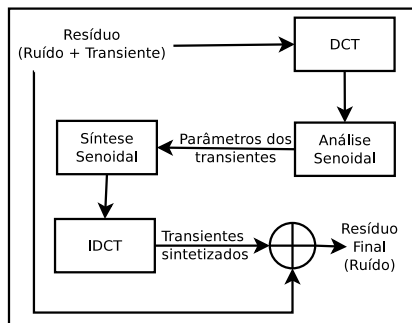 Resíduo
(Ruído + Transiente)
DCT
Síntese
Senoidal
Parâmetros dos
transientes
Análise
Senoidal
IDCT
Transientes
sintetizados
Resíduo
Final
(Ruído)